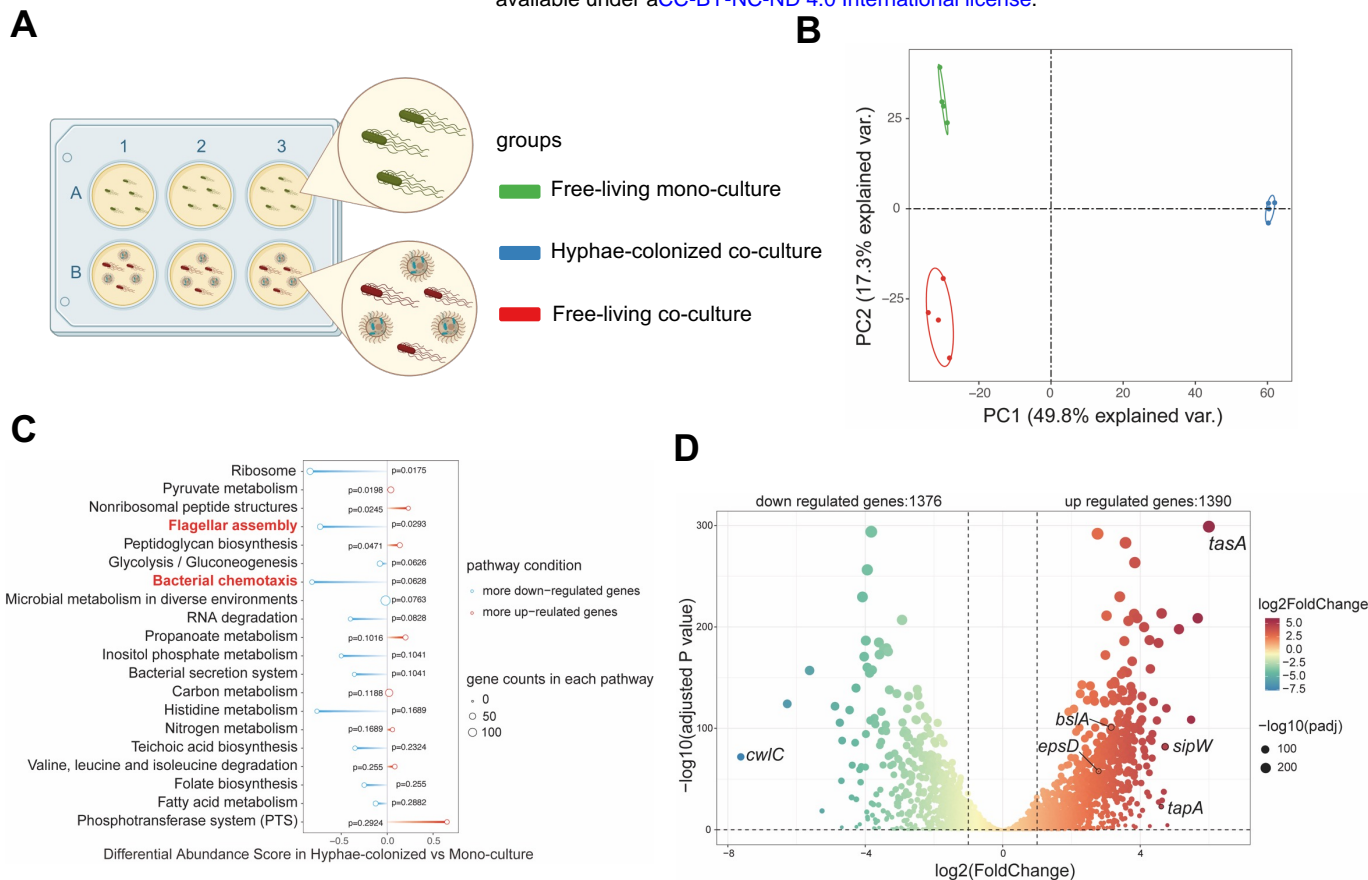 available under aCC-BY-NC-ND 4.0 International license.
A
1 2 3
A
B
groups
Free-living mono-culture
Hyphae-colonized co-culture
Free-living co-culture
B
PC2 (17.3% explained var.)
25
0
−25
−20 0 20 40 60
PC1 (49.8% explained var.)
C
Ribosome p=0.0175
Pyruvate metabolism p=0.0198
Nonribosomal peptide structures p=0.0245
Flagellar assembly p=0.0293
Peptidoglycan biosynthesis p=0.0471
Glycolysis / Gluconeogenesis p=0.0626
Bacterial chemotaxis p=0.0628
Microbial metabolism in diverse environments p=0.0763
RNA degradation p=0.0828
Propanoate metabolism p=0.1016
Inositol phosphate metabolism p=0.1041
Bacterial secretion system p=0.1041
Carbon metabolism p=0.1188
Histidine metabolism p=0.1689
Nitrogen metabolism p=0.1689
Teichoic acid biosynthesis p=0.2324
Valine, leucine and isoleucine degradation p=0.255
Folate biosynthesis p=0.255
Fatty acid metabolism p=0.2882
Phosphotransferase system (PTS) p=0.2924
−0.5 0.0 0.5
Differential Abundance Score in Hyphae-colonized vs Mono-culture
pathway condition
more down-regulated genes
more up-reulated genes
gene counts in each pathway
0
50
100
D
down regulated genes:1376 up regulated genes:1390
−log10(adjusted P value)
300
200
100
0
tasA
bslA
epsD
sipW
cwlC
tapA
−8 −4 0 4
log2(FoldChange)
log2FoldChange
5.0
2.5
0.0
−2.5
−5.0
−7.5
−log10(padj)
100
200